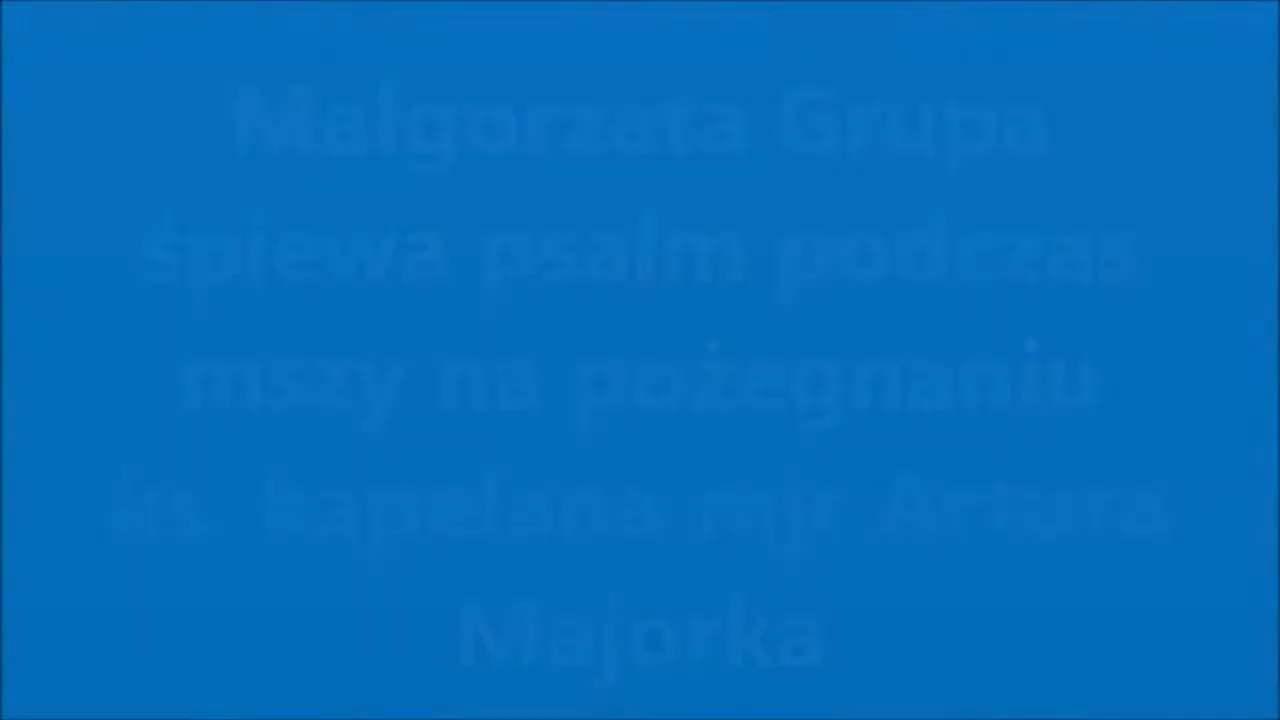 Małgorzata Grupa
śpiewa psalm podczas
mszy na pożegnaniu
ks. kapelana mjr Artura
Majorka